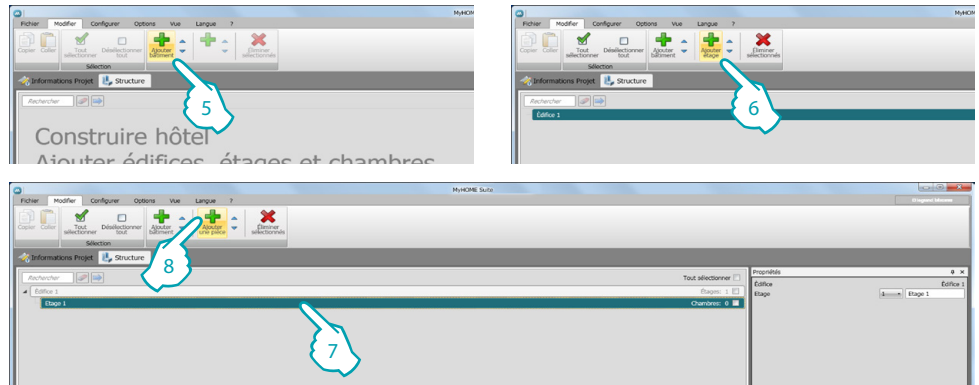 MyHOM
Fichier Modifier Configurer Options Vue Langue ?
Copier Coller Tout sélectionner Désélectionner tout Ajouter bâtiment Éliminer sélectionnés
Sélection
Informations Projet Structure
Rechercher
5
Construire hôtel
Ajouter édifices, étages et chambres
MyHOM
Fichier Modifier Configurer Options Vue Langue ?
Copier Coller Tout sélectionner Désélectionner tout Ajouter bâtiment Ajouter étage Éliminer sélectionnés
Sélection
Informations Projet Structure
Rechercher
6
Édifice 1
MyHOME Suite
Fichier Modifier Configurer Options Vue Langue ?
Copier Coller Tout sélectionner Désélectionner tout Ajouter bâtiment Ajouter une pièce Éliminer sélectionnés
Sélection
Informations Projet Structure
8
Rechercher Tout sélectionner
Édifice 1 Étages: 1
Etage 1 Chambres: 0
7
Propriétés
Édifice Édifice 1
Etage 1 Etage 1